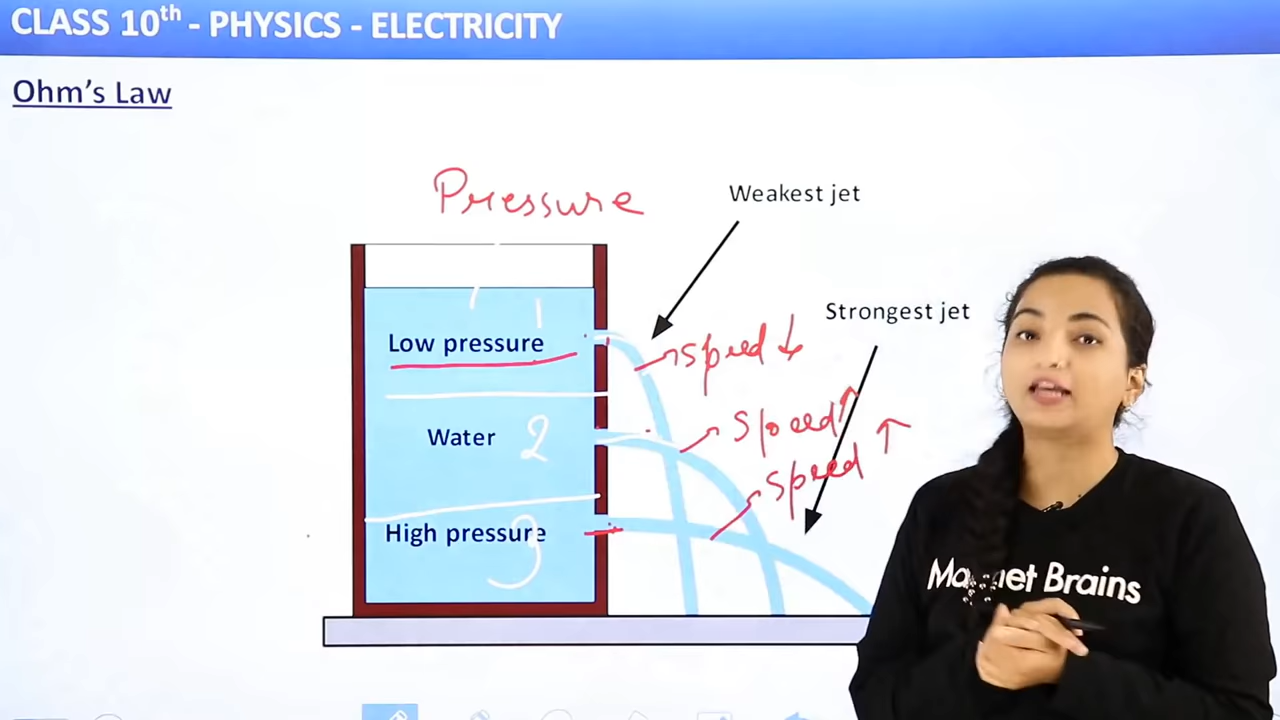 CLASS 10th - PHYSICS - ELECTRICITY
Ohm's Law
Pressure
Weakest jet
Strongest jet
1
Low pressure
speed ↓
Water 2
speed ↑
speed ↑
High pressure
3
Magnet Brains